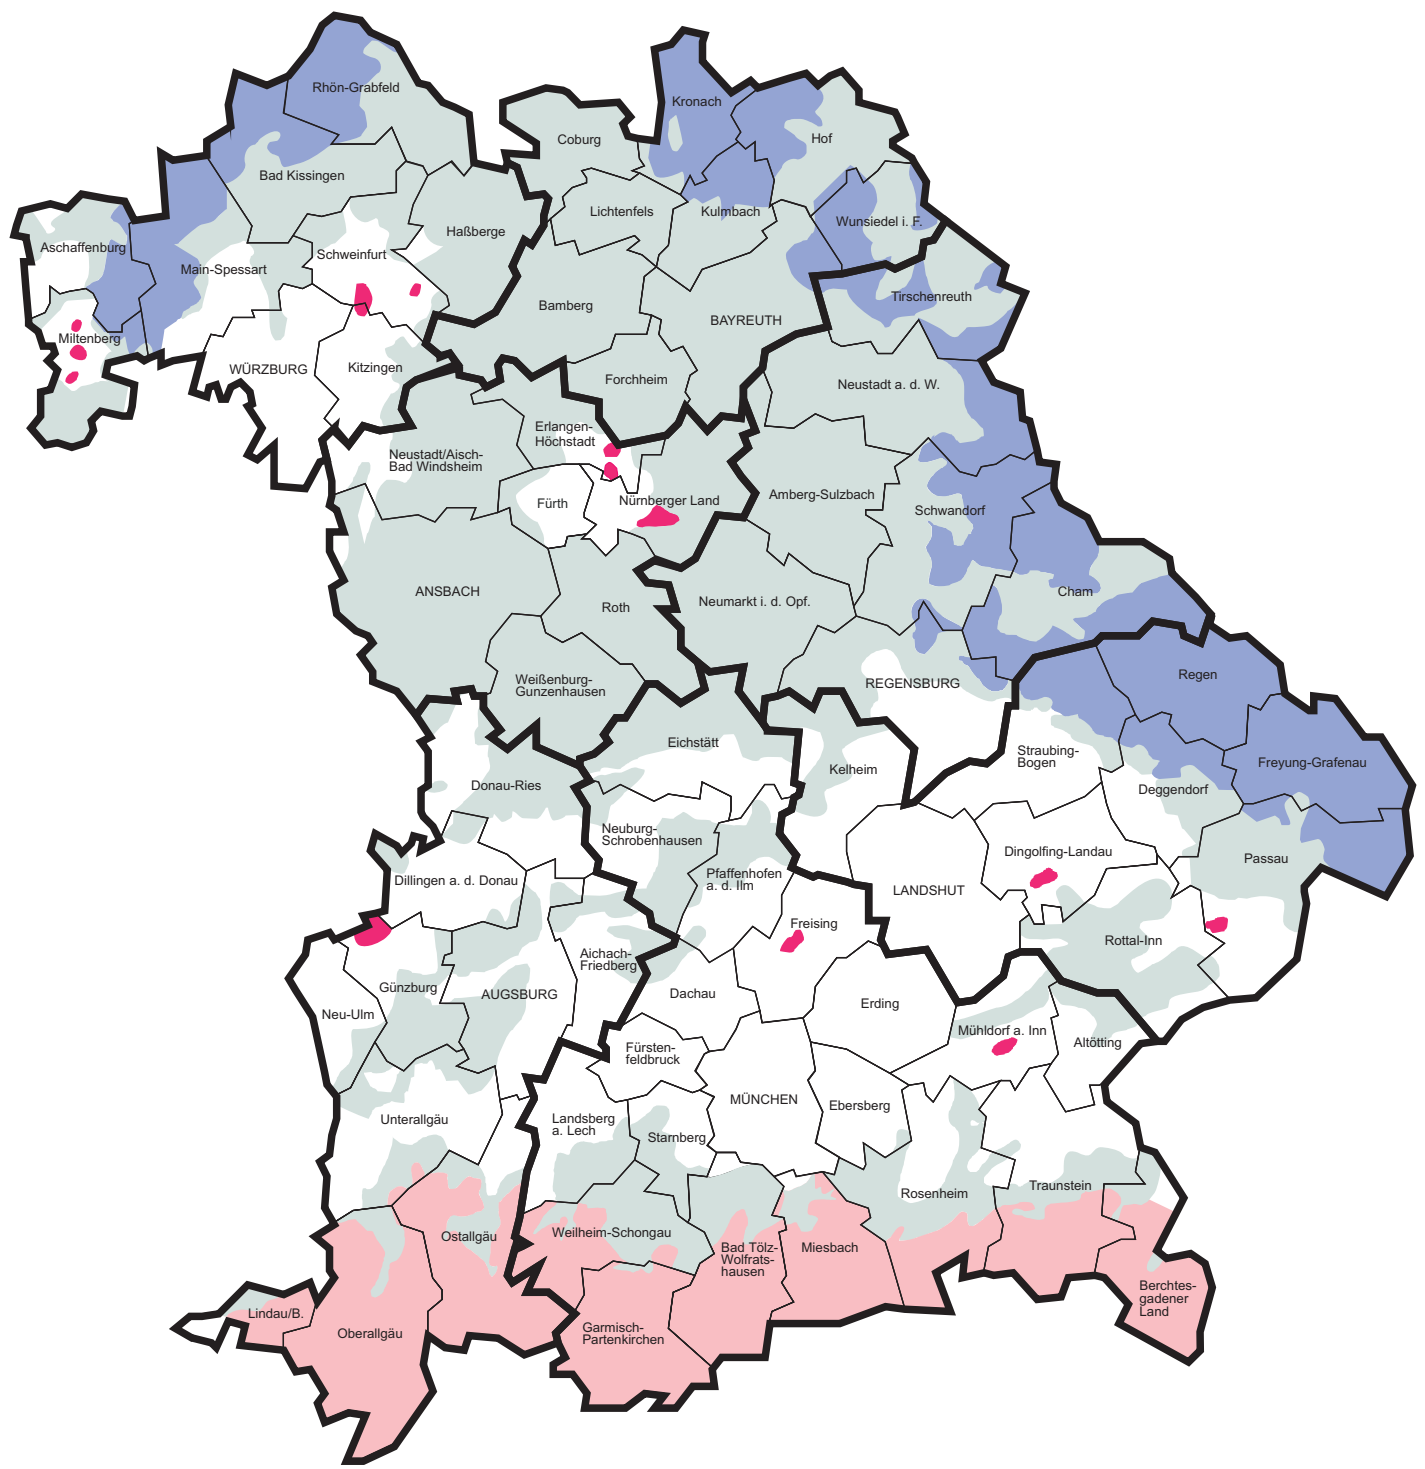 Rhön-Grabfeld
Kronach
Hof
Coburg
Bad Kissingen
Lichtenfels
Kulmbach
Wunsiedel i. F.
Haßberge
Aschaffenburg
Schweinfurt
Main-Spessart
Tirschenreuth
Bamberg
BAYREUTH
Miltenberg
WÜRZBURG
Kitzingen
Forchheim
Neustadt a. d. W.
Erlangen-
Höchstadt
Neustadt/Aisch-
Bad Windsheim
Fürth
Nürnberger Land
Amberg-Sulzbach
Schwandorf
ANSBACH
Roth
Neumarkt i. d. Opf.
Cham
Weißenburg-
Gunzenhausen
REGENSBURG
Regen
Eichstätt
Kelheim
Straubing-
Bogen
Freyung-Grafenau
Donau-Ries
Deggendorf
Neuburg-
Schrobenhausen
Dingolfing-Landau
Passau
Dillingen a. d. Donau
Pfaffenhofen
a. d. Ilm
LANDSHUT
Freising
Rottal-Inn
Aichach-
Friedberg
Günzburg
AUGSBURG
Dachau
Erding
Neu-Ulm
Mühldorf a. Inn
Altötting
Fürsten-
feldbruck
MÜNCHEN
Ebersberg
Unterallgäu
Landsberg
a. Lech
Starnberg
Rosenheim
Traunstein
Ostallgäu
Weilheim-Schongau
Bad Tölz-
Wolfrats-
hausen
Miesbach
Berchtes-
gadener
Land
Lindau/B.
Oberallgäu
Garmisch-
Partenkirchen